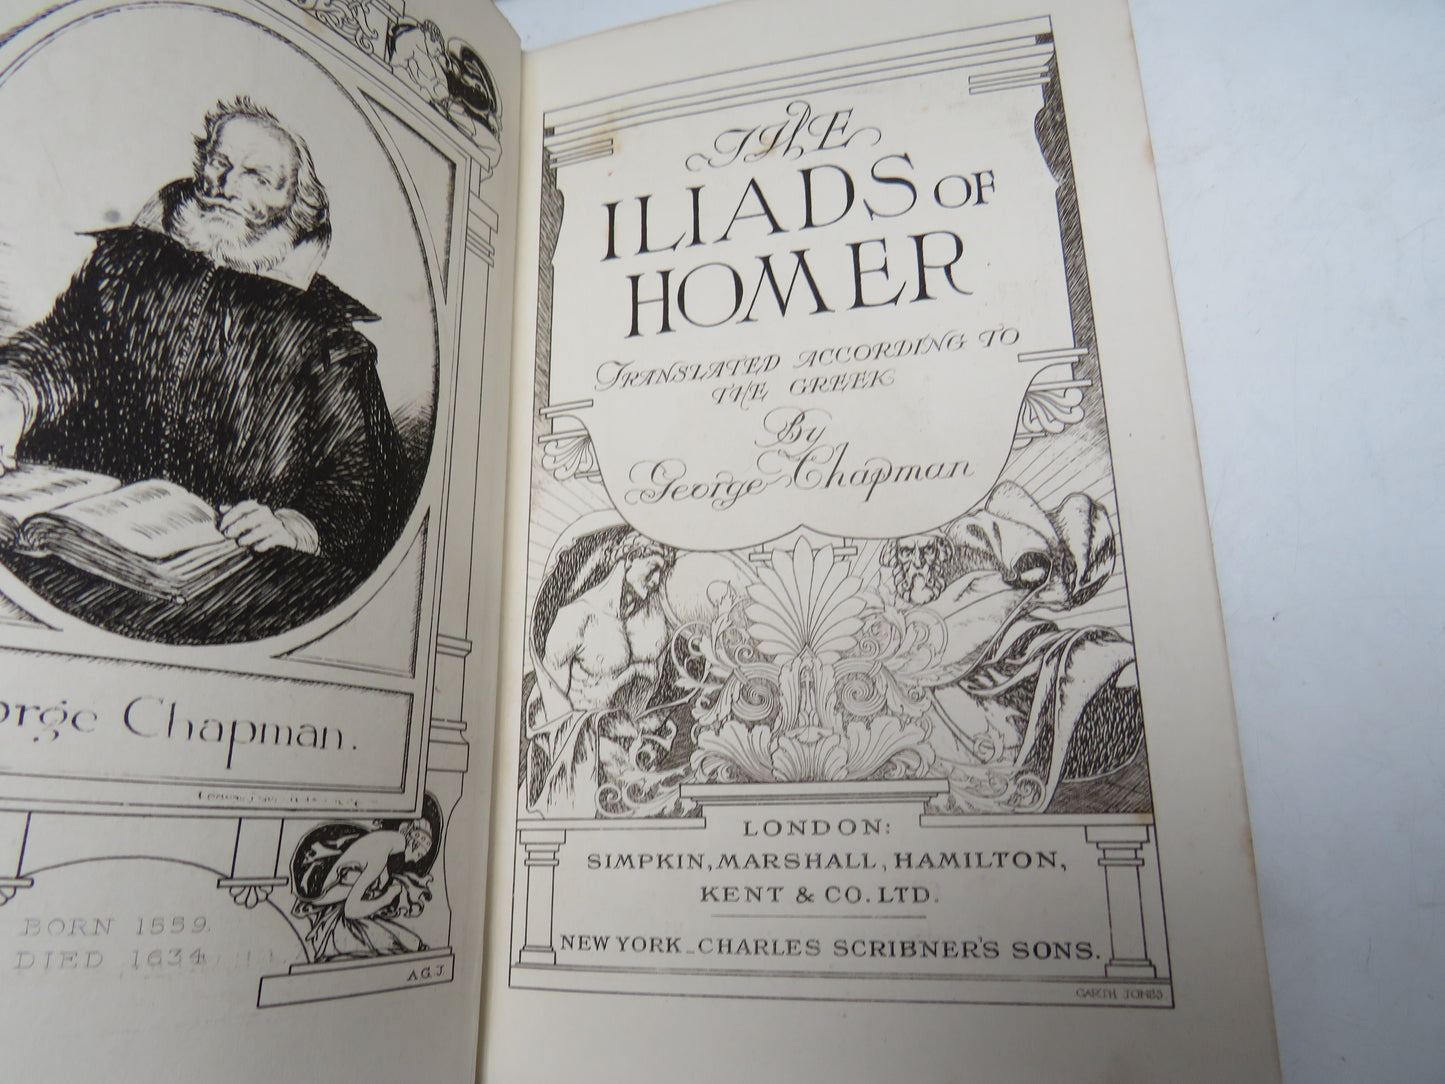 orge Chapman.
BORN 1559.
DIED 1634
A.G.J.
THE
ILIADS OF
HOMER
TRANSLATED ACCORDING TO
THE GREEK
By
George Chapman
LONDON:
SIMPKIN, MARSHALL, HAMILTON,
KENT & CO. LTD.
NEW YORK_CHARLES SCRIBNER'S SONS.
GARTH JONES